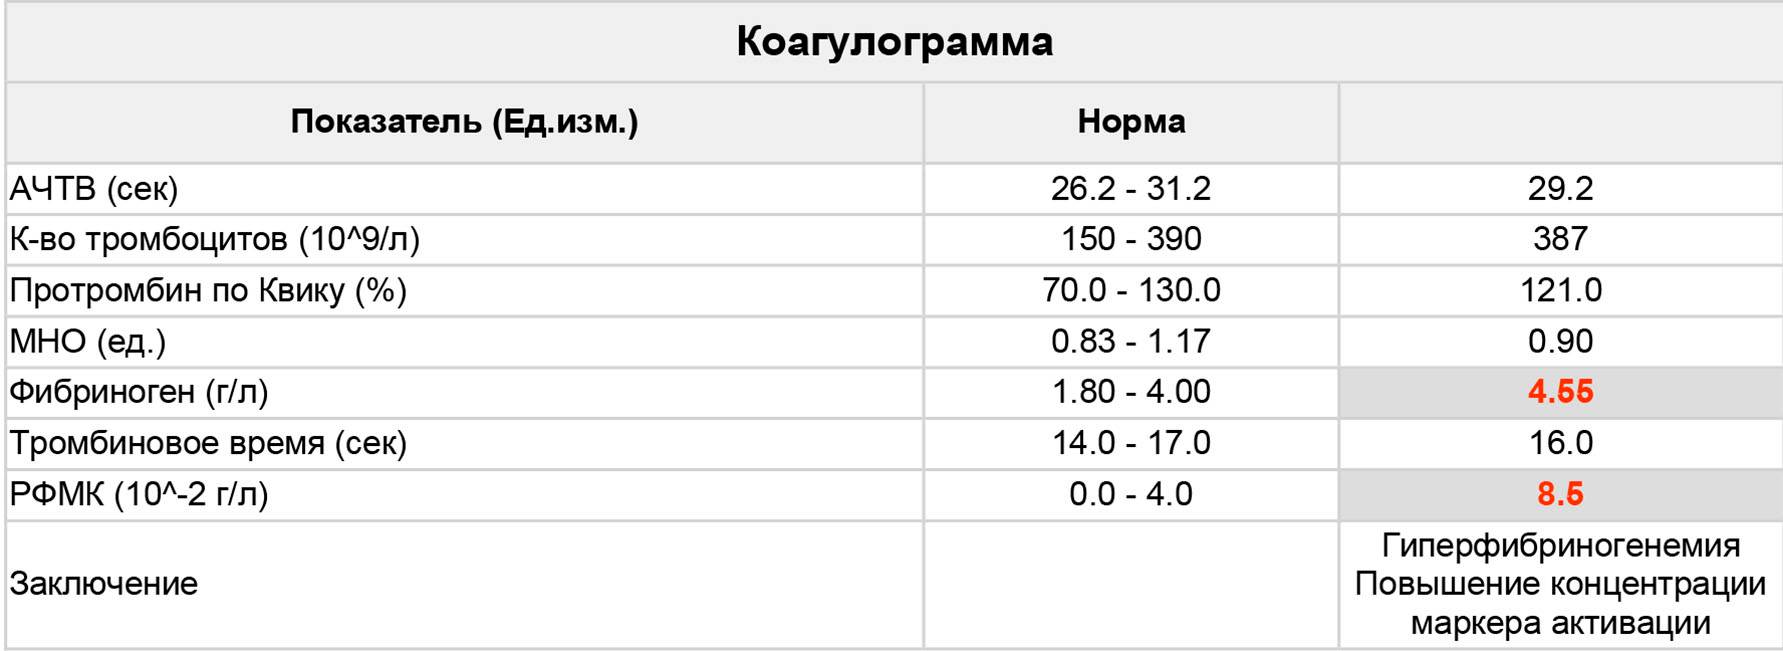 Коагулограмма
Показатель (Ед.изм.) Норма
АЧТВ (сек) 26.2 - 31.2 29.2
К-во тромбоцитов (10^9/л) 150 - 390 387
Протромбин по Квику (%) 70.0 - 130.0 121.0
МНО (ед.) 0.83 - 1.17 0.90
Фибриноген (г/л) 1.80 - 4.00 4.55
Тромбиновое время (сек) 14.0 - 17.0 16.0
РФМК (10^-2 г/л) 0.0 - 4.0 8.5
Заключение
Гиперфибриногенемия
Повышение концентрации
маркера активации